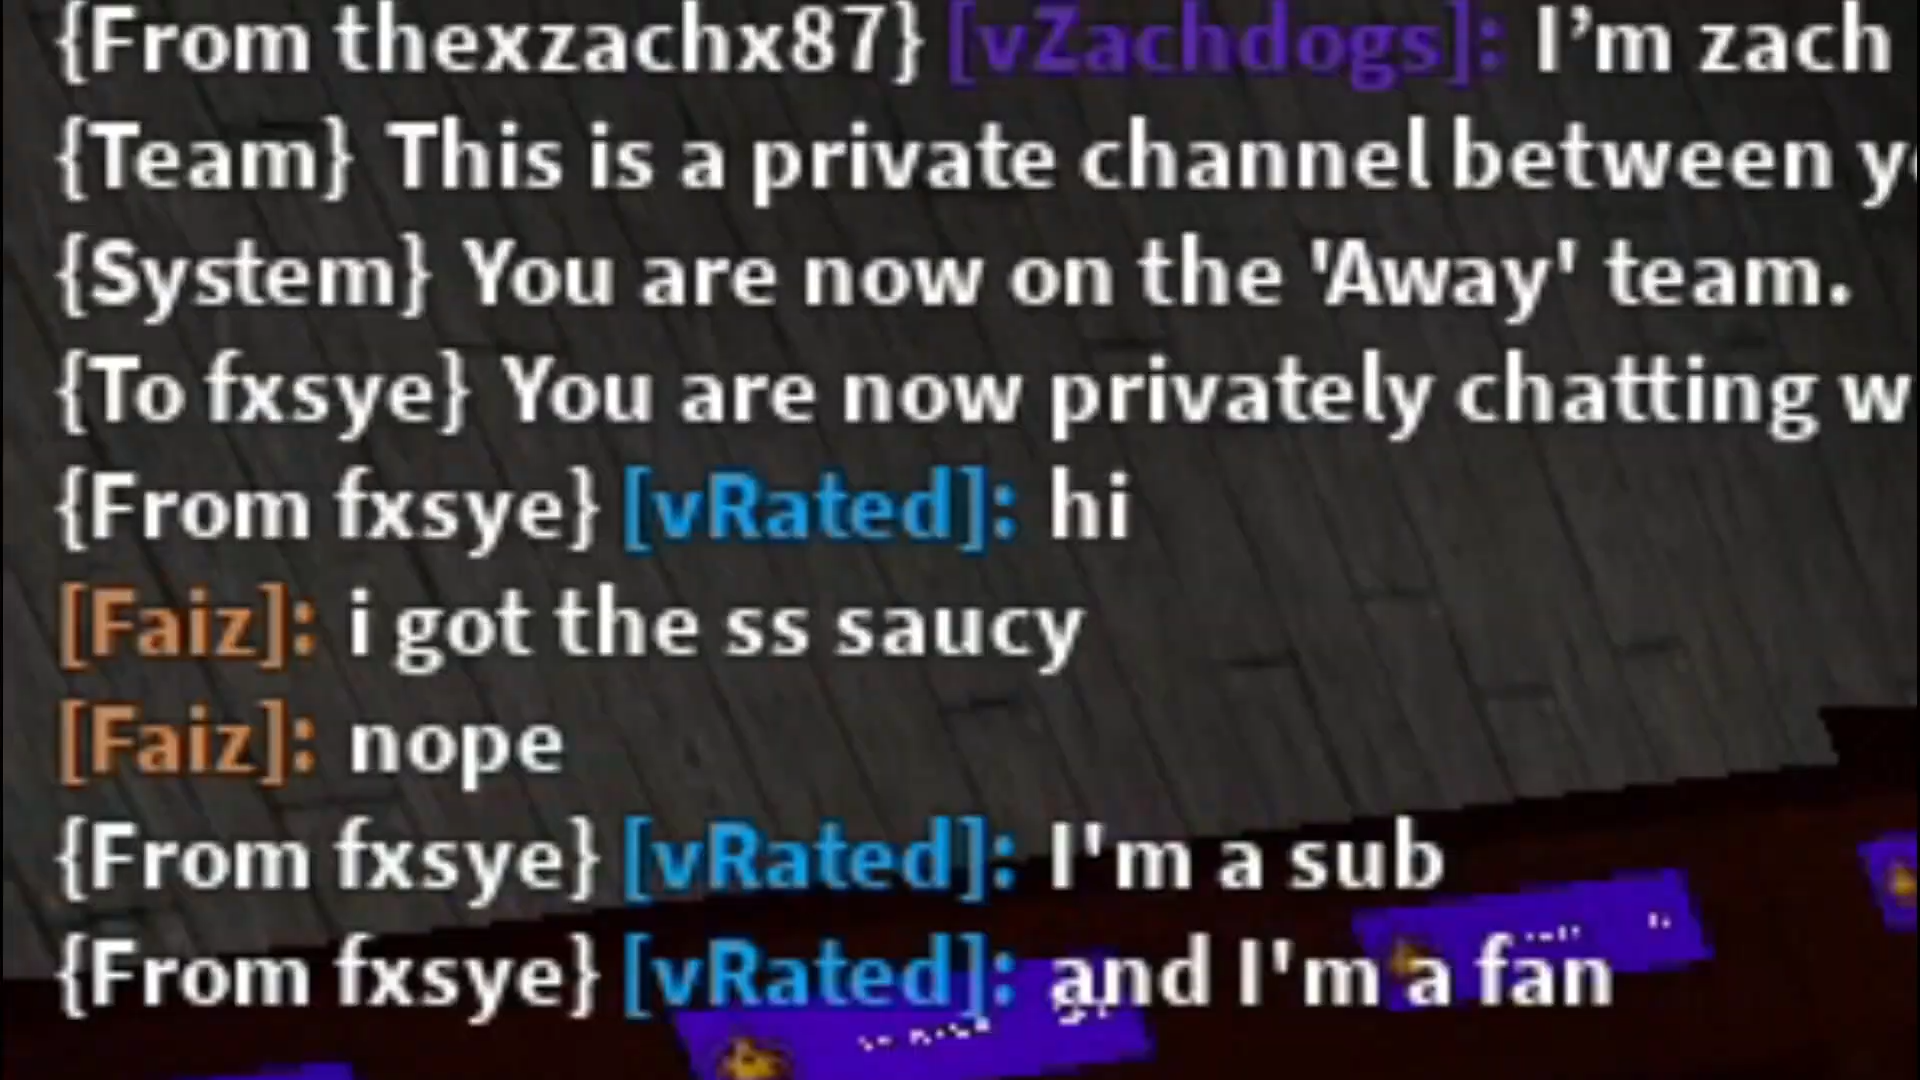 {From thexzachx87} [vZachdogs]: I’m zach
{Team} This is a private channel between
{System} You are now on the 'Away' team.
{To fxsye} You are now privately chatting
{From fxsye} [vRated]: hi
[Faiz]: i got the ss saucy
[Faiz]: nope
{From fxsye} [vRated]: I'm a sub
{From fxsye} [vRated]: and I'm a fan